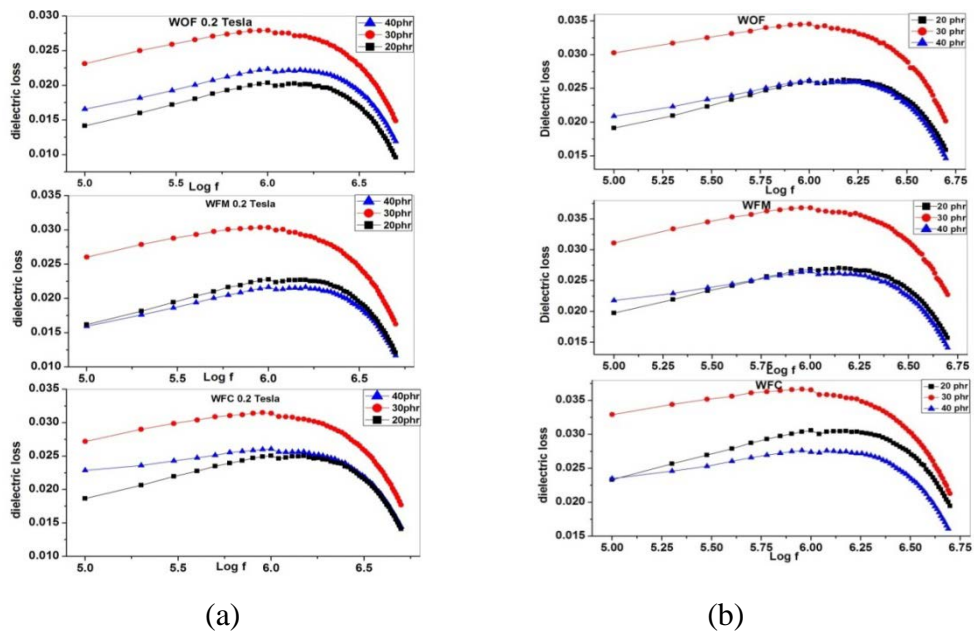 WOF 0.2 Tesla
40phr
30phr
20phr
dielectric loss
0.030
0.025
0.020
0.015
0.010
5.0 5.5 6.0 6.5
Log f
WFM 0.2 Tesla
40phr
30phr
20phr
dielectric loss
0.035
0.030
0.025
0.020
0.015
0.010
5.0 5.5 6.0 6.5
Log f
WFC 0.2 Tesla
40phr
30phr
20phr
dielectric loss
0.035
0.030
0.025
0.020
0.015
0.010
5.0 5.5 6.0 6.5
Log f
(a)
WOF
20 phr
30 phr
40 phr
Dielectric loss
0.035
0.030
0.025
0.020
0.015
5.00 5.25 5.50 5.75 6.00 6.25 6.50 6.75
Log f
WFM
20 phr
30 phr
40 phr
Dielectric loss
0.035
0.030
0.025
0.020
0.015
5.00 5.25 5.50 5.75 6.00 6.25 6.50 6.75
Log f
WFC
20 phr
30 phr
40 phr
dielectric loss
0.035
0.030
0.025
0.020
0.015
5.00 5.25 5.50 5.75 6.00 6.25 6.50 6.75
Log f
(b)